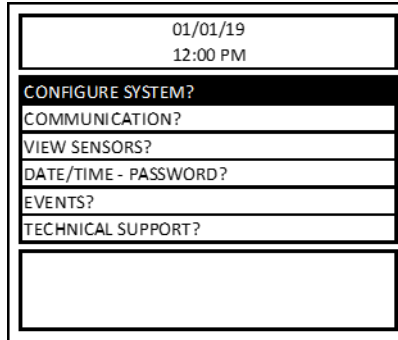 01/01/19
12:00 PM
CONFIGURE SYSTEM?
COMMUNICATION?
VIEW SENSORS?
DATE/TIME - PASSWORD?
EVENTS?
TECHNICAL SUPPORT?